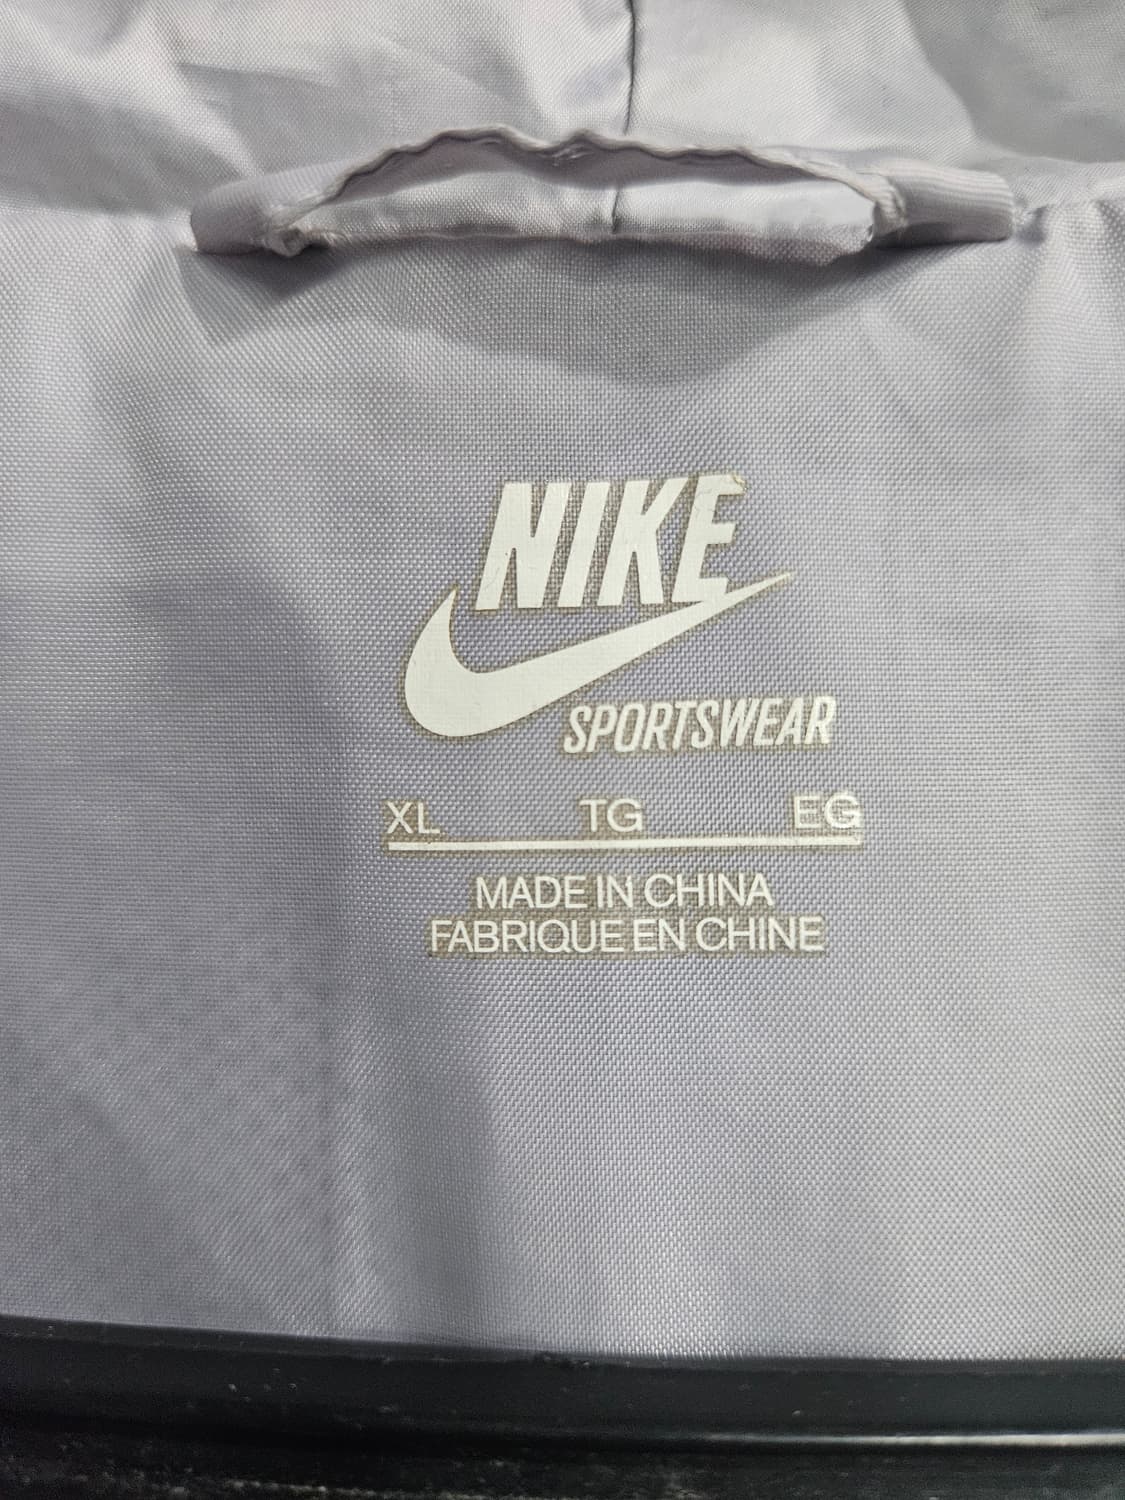 NIKE
SPORTSWEAR
XL TG EG
MADE IN CHINA
FABRIQUE EN CHINE